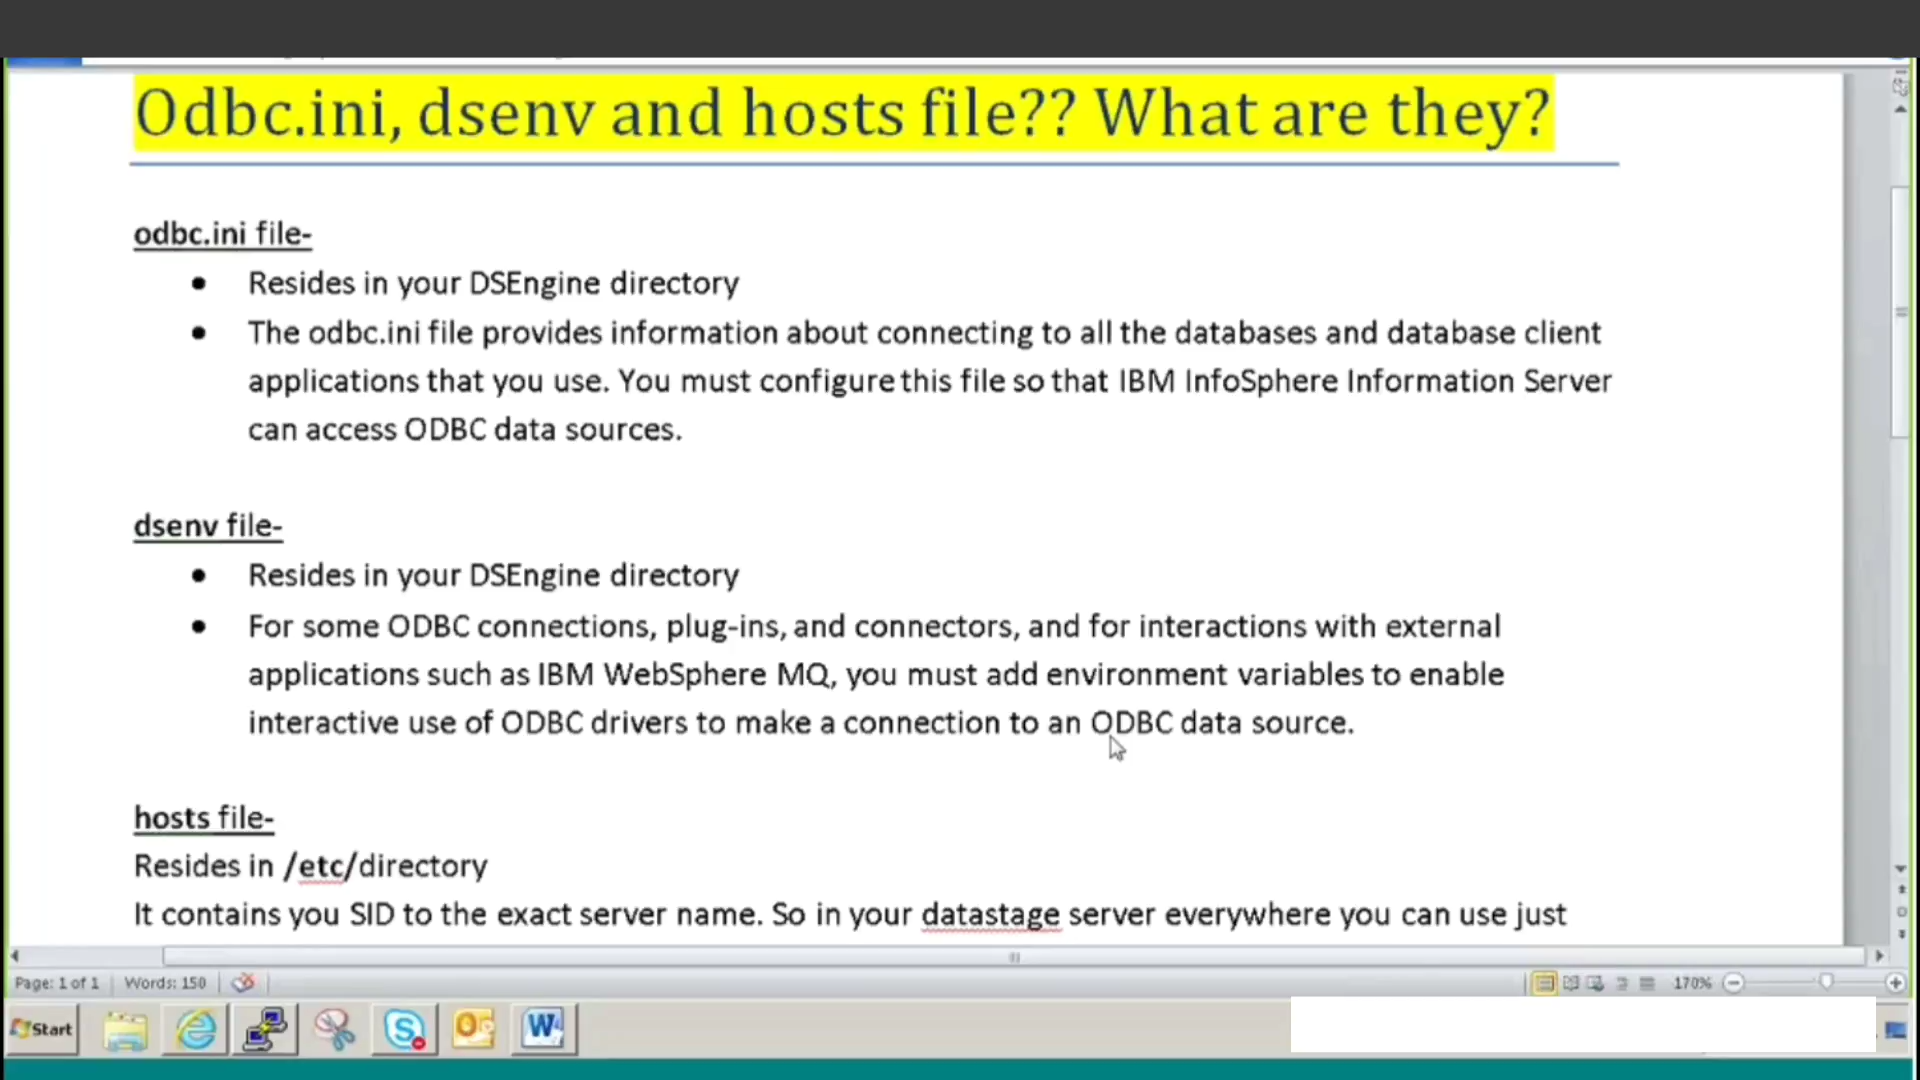 Odbc.ini, dsenv and hosts file?? What are they?
odbc.ini file-
● Resides in your DSEngine directory
● The odbc.ini file provides information about connecting to all the databases and database client
applications that you use. You must configure this file so that IBM InfoSphere Information Server
can access ODBC data sources.
dsenv file-
● Resides in your DSEngine directory
● For some ODBC connections, plug-ins, and connectors, and for interactions with external
applications such as IBM WebSphere MQ, you must add environment variables to enable
interactive use of ODBC drivers to make a connection to an ODBC data source.
hosts file-
Resides in /etc/directory
It contains you SID to the exact server name. So in your datastage server everywhere you can use just
Page: 1 of 1 Words: 150 170%
Start